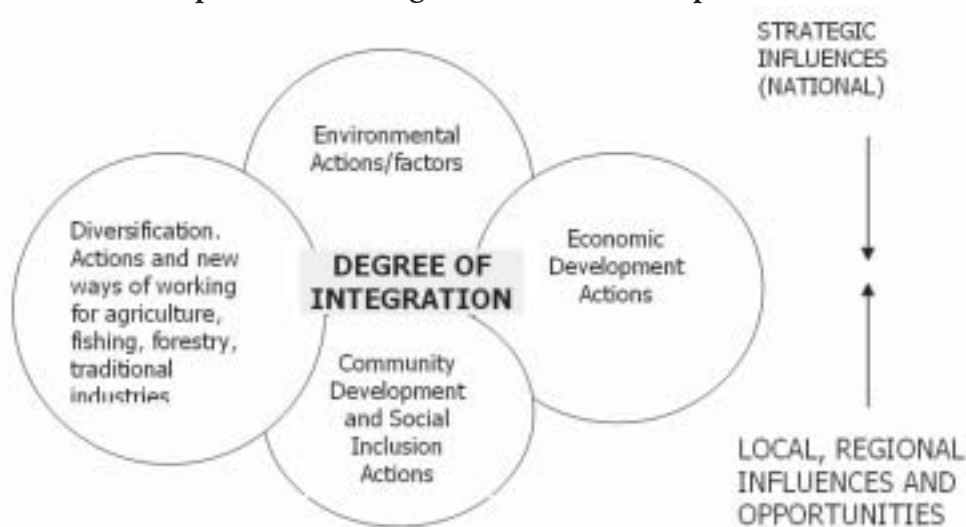 STRATEGIC
INFLUENCES
(NATIONAL)
Environmental
Actions/factors
Diversification.
Actions and new
ways of working
for agriculture,
fishing, forestry,
traditional
industries
DEGREE OF
INTEGRATION
Economic
Development
Actions
Community
Development
and Social
Inclusion
Actions
LOCAL, REGIONAL
INFLUENCES AND
OPPORTUNITIES